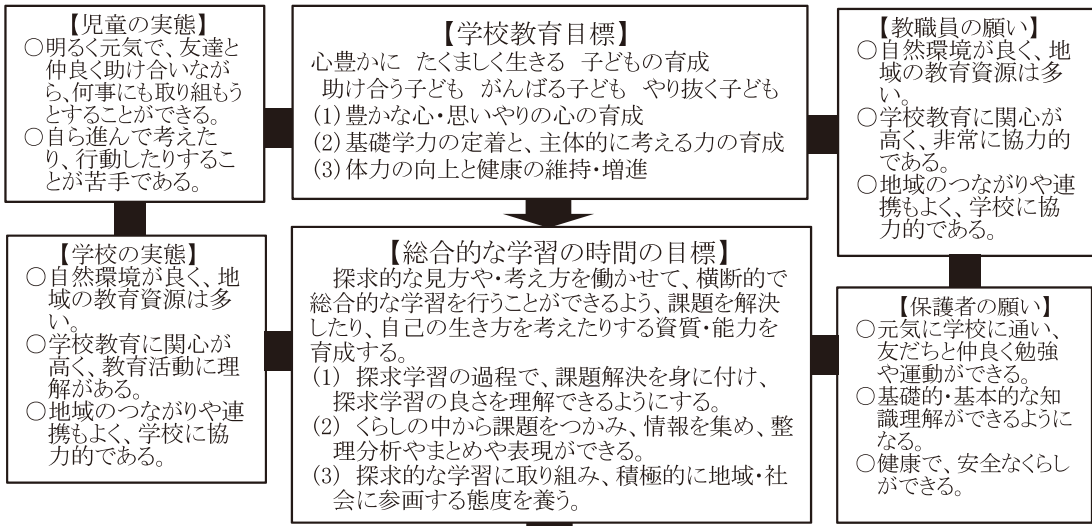 【児童の実態】
○明るく元気で、友達と
仲良く助け合いなが
ら、何事にも取り組もう
とすることができる。
○自ら進んで考えた
り、行動したりするこ
とが苦手である。
【学校の実態】
○自然環境が良く、地
域の教育資源は多
い。
○学校教育に関心が
高く、教育活動に理
解がある。
○地域のつながりや連
携もよく、学校に協
力的である。
【学校教育目標】
心豊かに たくましく生きる 子どもの育成
助け合う子ども がんばる子ども やり抜く子ども
(1)豊かな心・思いやりの心の育成
(2)基礎学力の定着と、主体的に考える力の育成
(3)体力の向上と健康の維持・増進
【総合的な学習の時間の目標】
探求的な見方や・考え方を働かせて、横断的で
総合的な学習を行うことができるよう、課題を解決
したり、自己の生き方を考えたりする資質・能力を
育成する。
(1) 探求学習の過程で、課題解決を身に付け、
探求学習の良さを理解できるようにする。
(2) くらしの中から課題をつかみ、情報を集め、整
理分析やまとめや表現ができる。
(3) 探求的な学習に取り組み、積極的に地域・社
会に参画する態度を養う。
【教職員の願い】
○自然環境が良く、地
域の教育資源は多
い。
○学校教育に関心が
高く、非常に協力的
である。
○地域のつながりや連
携もよく、学校に協
力的である。
【保護者の願い】
○元気に学校に通い、
友だちと仲良く勉強
や運動ができる。
○基礎的・基本的な知
識理解ができるように
なる。
○健康で、安全なくらし
ができる。